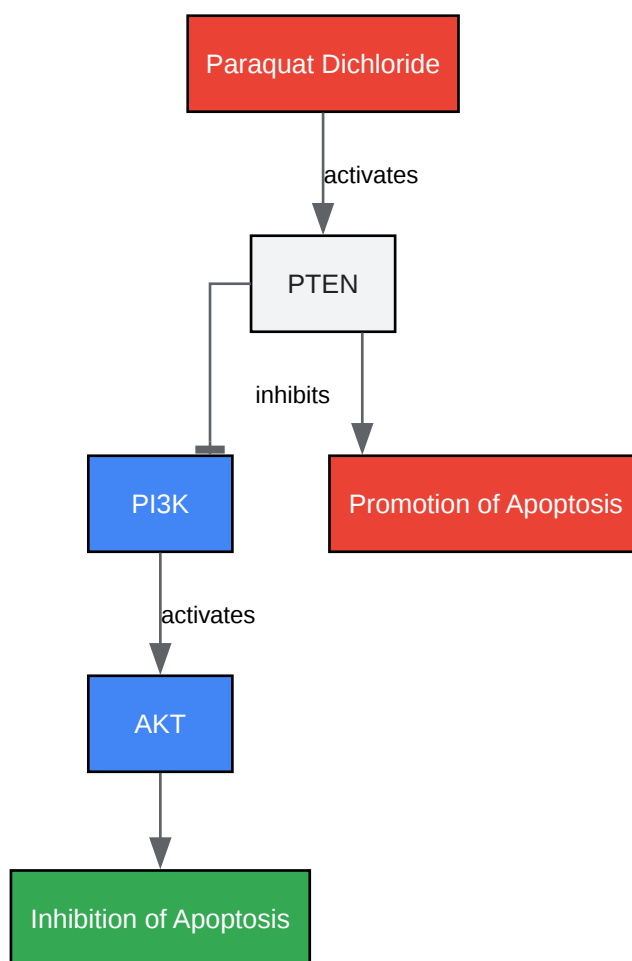 Paraquat Dichloride
activates
PTEN
inhibits
PI3K
Promotion of Apoptosis
activates
AKT
Inhibition of Apoptosis